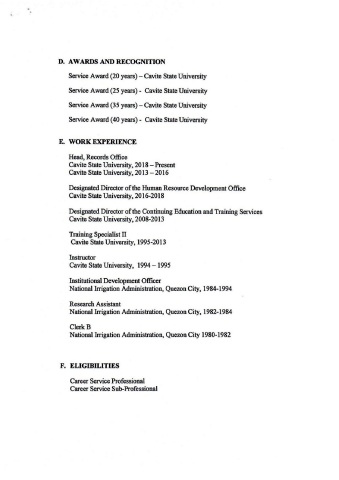 D. AWARDS AND RECOGNITION
Service Award (20 years) – Cavite State University
Service Award (25 years) - Cavite State University
Service Award (35 years) – Cavite State University
Service Award (40 years) - Cavite State University
E. WORK EXPERIENCE
Head, Records Office
Cavite State University, 2018 – Present
Cavite State University, 2013 – 2016
Designated Director of the Human Resource Development Office
Cavite State University, 2016-2018
Designated Director of the Continuing Education and Training Services
Cavite State University, 2008-2013
Training Specialist II
Cavite State University, 1995-2013
Instructor
Cavite State University, 1994 – 1995
Institutional Development Officer
National Irrigation Administration, Quezon City, 1984-1994
Research Assistant
National Irrigation Administration, Quezon City, 1982-1984
Clerk B
National Irrigation Administration, Quezon City 1980-1982
F. ELIGIBILITIES
Career Service Professional
Career Service Sub-Professional